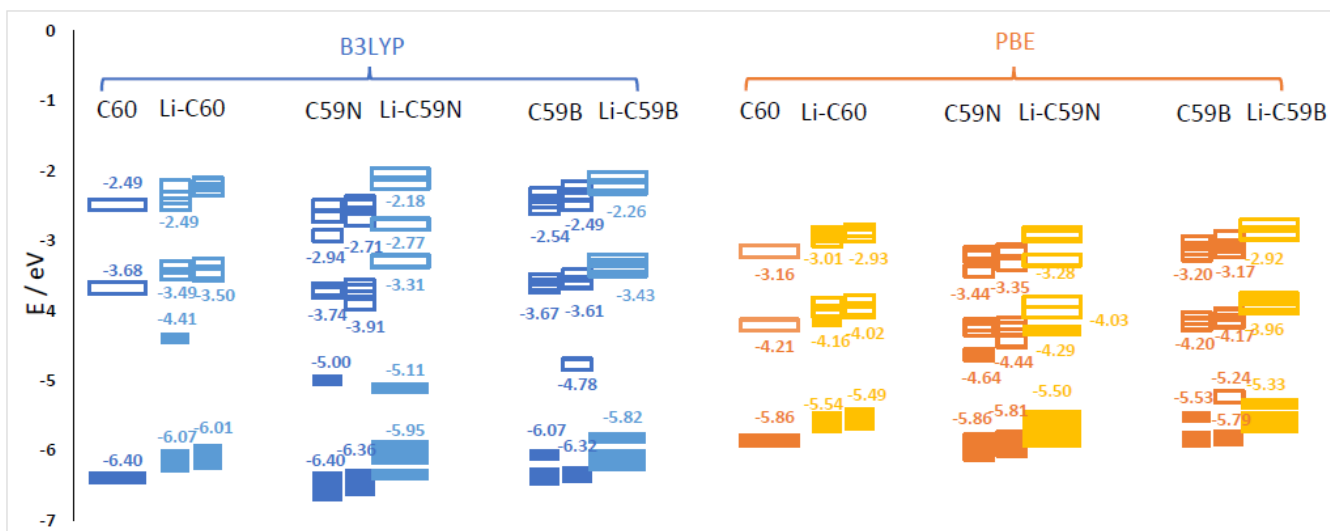 0
B3LYP PBE
-1
C60 Li-C60 C59N Li-C59N C59B Li-C59B C60 Li-C60 C59N Li-C59N C59B Li-C59B
-2
-2.49 -2.18 -2.26
-2.49 -2.71 -2.49
-2.54
-2.94 -2.77
-3
-3.16 -3.01 -2.93 -3.28 -3.20 -3.17 -2.92
-3.44 -3.35
E / eV
-3.68 -3.49 -3.50 -3.31 -3.43
-3.74 -3.91 -3.67 -3.61
-4
-4.21 -4.16 -4.02 -4.03 -4.20 -4.17 -3.96
-4.41 -4.44 -4.29
-4.64
-4.78
-5
-5.00 -5.11
-5.24
-5.86 -5.54 -5.49 -5.50 -5.53 -5.33
-5.86 -5.81 -5.79
-6
-6.07 -6.01 -5.95 -6.07 -5.82
-6.40 -6.40 -6.36 -6.32
-7